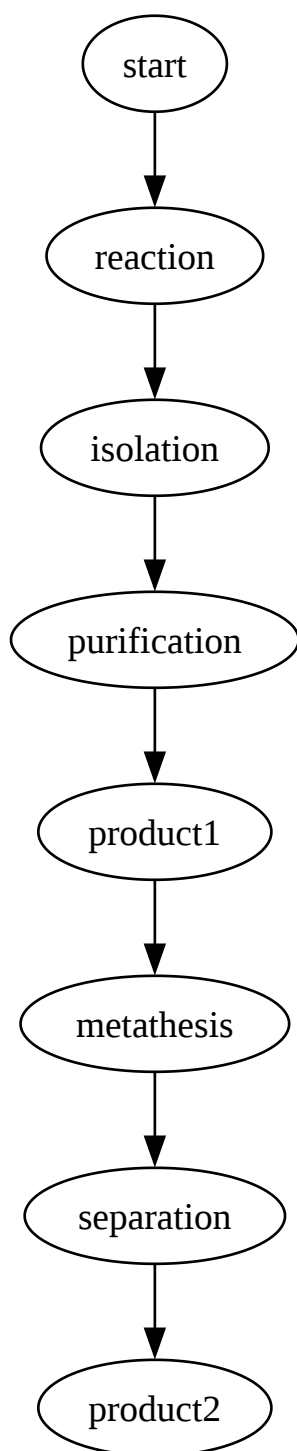 start
reaction
isolation
purification
product1
metathesis
separation
product2